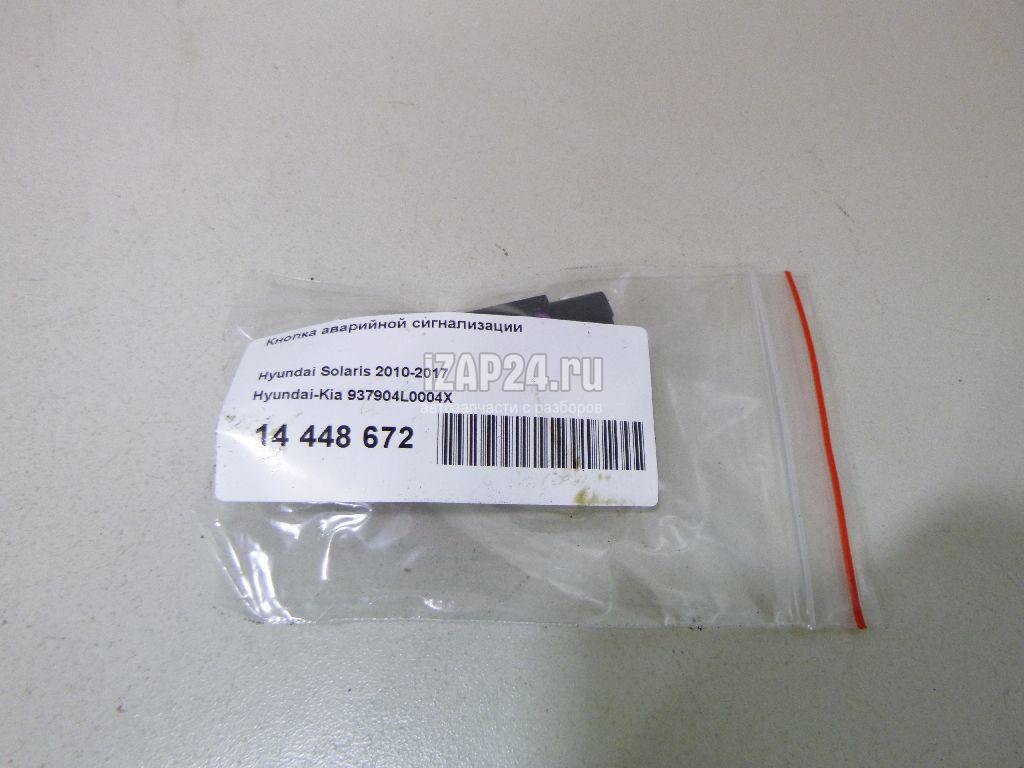 Кнопка аварийной сигнализации
Hyundai Solaris 2010-2017
Hyundai-Kia 937904L0004X
14 448 672
iZAP24.ru
автозапчасти с разборов